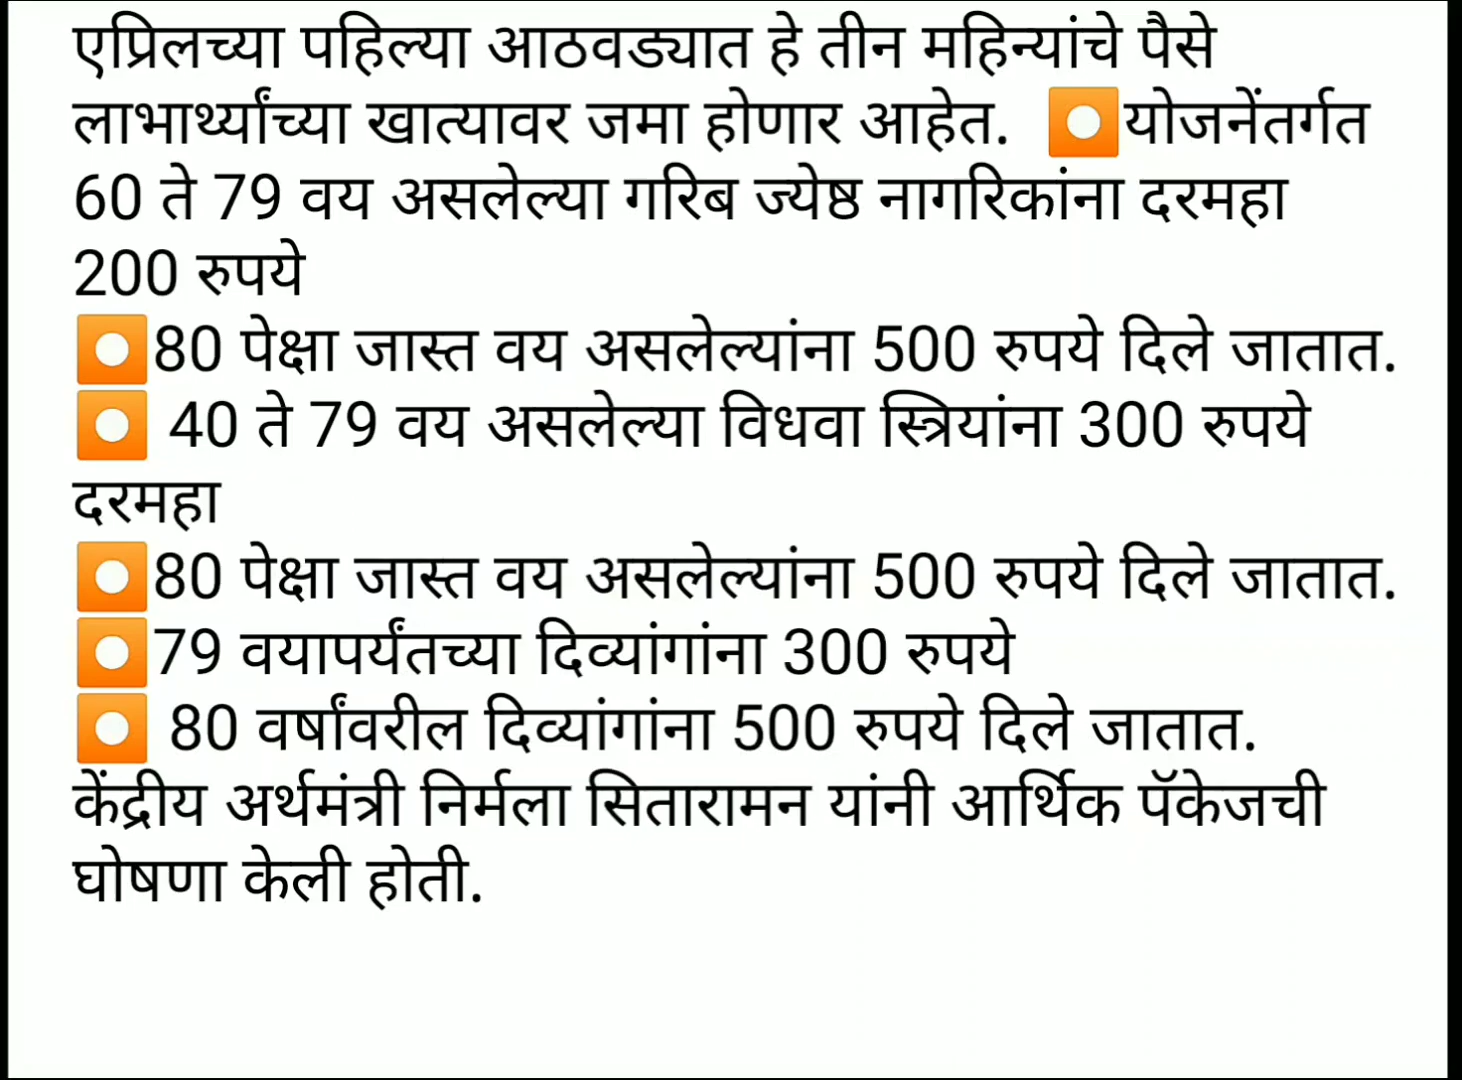 एप्रिलच्या पहिल्या आठवड्यात हे तीन महिन्यांचे पैसे
लाभार्थ्यांच्या खात्यावर जमा होणार आहेत. ⏺️योजनेंतर्गत
60 ते 79 वय असलेल्या गरिब ज्येष्ठ नागरिकांना दरमहा
200 रुपये
⏺️80 पेक्षा जास्त वय असलेल्यांना 500 रुपये दिले जातात.
⏺️ 40 ते 79 वय असलेल्या विधवा स्त्रियांना 300 रुपये
दरमहा
⏺️80 पेक्षा जास्त वय असलेल्यांना 500 रुपये दिले जातात.
⏺️79 वयापर्यंतच्या दिव्यांगांना 300 रुपये
⏺️ 80 वर्षांवरील दिव्यांगांना 500 रुपये दिले जातात.
केंद्रीय अर्थमंत्री निर्मला सितारामन यांनी आर्थिक पॅकेजची
घोषणा केली होती.